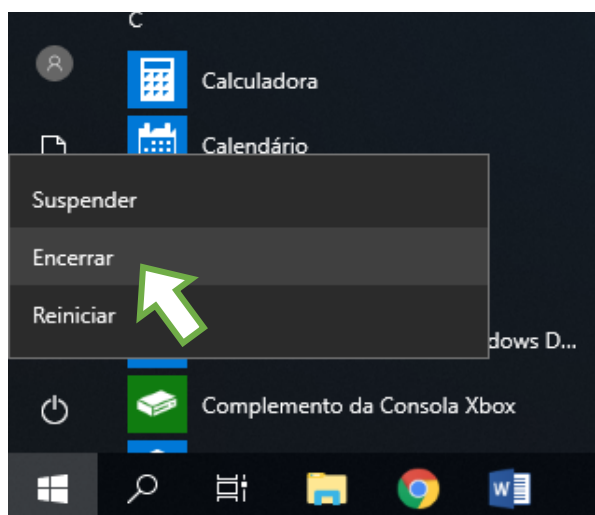 C
Calculadora
Calendário
Suspender
Encerrar
Reiniciar
dows D...
Complemento da Consola Xbox
W